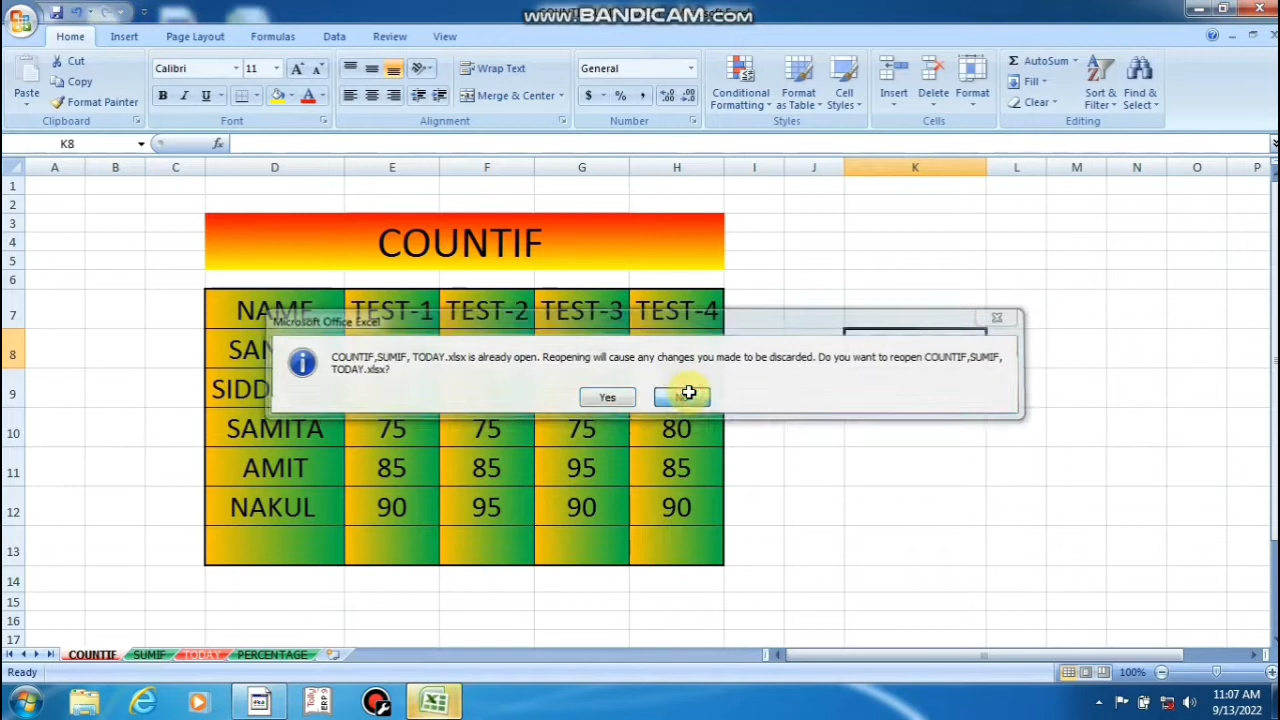 www.BANDICAM.com
Home Insert Page Layout Formulas Data Review View
Paste
Cut
Copy
Format Painter
Clipboard
Calibri 11
B I U
Font
Wrap Text
Merge & Center
Alignment
General
$ % ,
Number
Conditional Formatting
Format as Table
Cell Styles
Styles
Insert Delete Format
Cells
AutoSum
Fill
Clear
Sort & Filter
Find & Select
Editing
K8 fx
A B C D E F G H I J K L M N O P
1
2
3
4
5
6
7
8
9
10
11
12
13
14
15
16
17
COUNTIF
NAME TEST-1 TEST-2 TEST-3 TEST-4
Microsoft Office Excel
COUNTIF,SUMIF, TODAY.xlsx is already open. Reopening will cause any changes you made to be discarded. Do you want to reopen COUNTIF,SUMIF,
TODAY.xlsx?
Yes
SAMITA 75 75 75 80
AMIT 85 85 95 85
NAKUL 90 95 90 90
COUNTIF SUMIF TODAY PERCENTAGE
Ready 100%
11:07 AM
9/13/2022